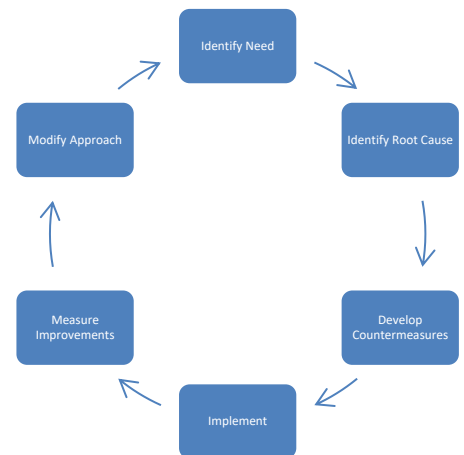 Identify Need
Identify Root Cause
Develop
Countermeasures
Implement
Measure
Improvements
Modify Approach